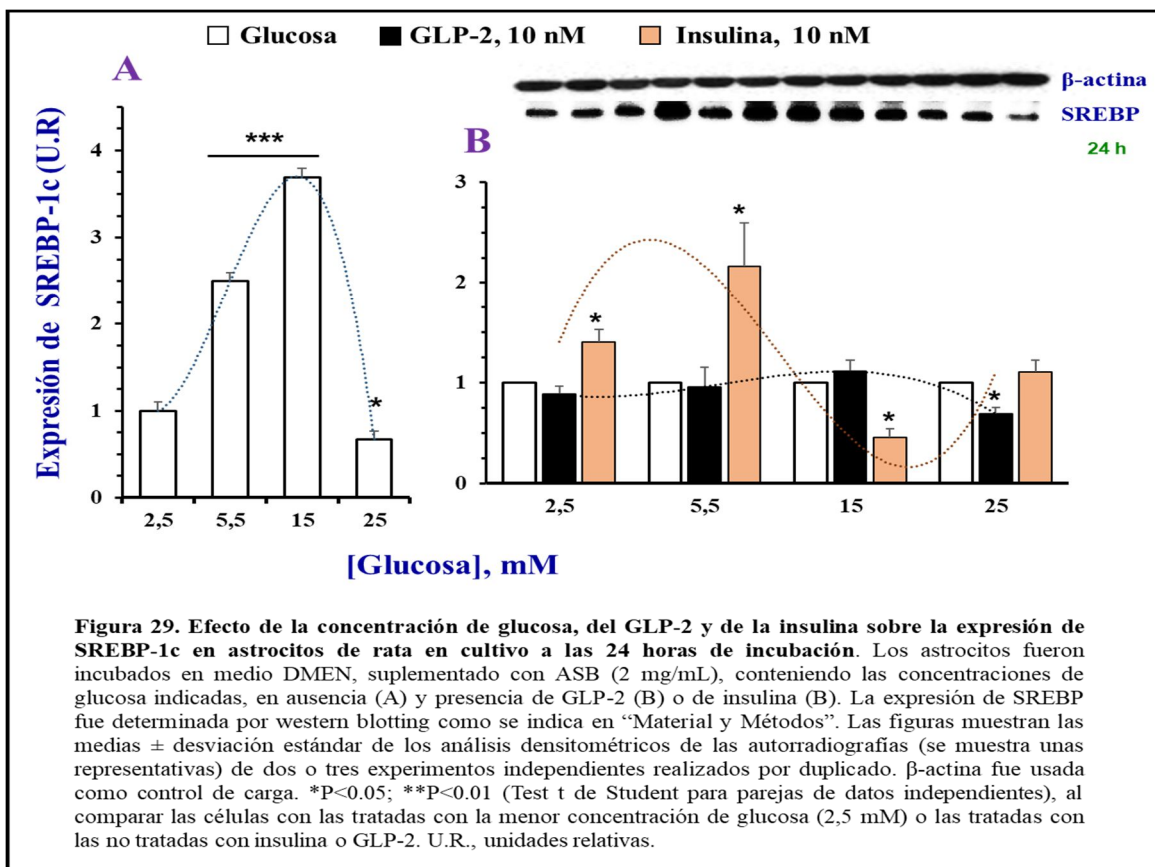 Glucosa GLP-2, 10 nM Insulina, 10 nM
A
β-actina
SREBP
24 h
B
Expresión de SREBP-1c (U.R)
4
3
2
1
0
***
*
2,5 5,5 15 25
3
2
1
0
*
*
*
*
2,5 5,5 15 25
[Glucosa], mM
Figura 29. Efecto de la concentración de glucosa, del GLP-2 y de la insulina sobre la expresión de
SREBP-1c en astrocitos de rata en cultivo a las 24 horas de incubación. Los astrocitos fueron
incubados en medio DMEN, suplementado con ASB (2 mg/mL), conteniendo las concentraciones de
glucosa indicadas, en ausencia (A) y presencia de GLP-2 (B) o de insulina (B). La expresión de SREBP
fue determinada por western blotting como se indica en “Material y Métodos”. Las figuras muestran las
medias ± desviación estándar de los análisis densitométricos de las autorradiografías (se muestra unas
representativas) de dos o tres experimentos independientes realizados por duplicado. β-actina fue usada
como control de carga. *P<0.05; **P<0.01 (Test t de Student para parejas de datos independientes), al
comparar las células con las tratadas con la menor concentración de glucosa (2,5 mM) o las tratadas con
las no tratadas con insulina o GLP-2. U.R., unidades relativas.